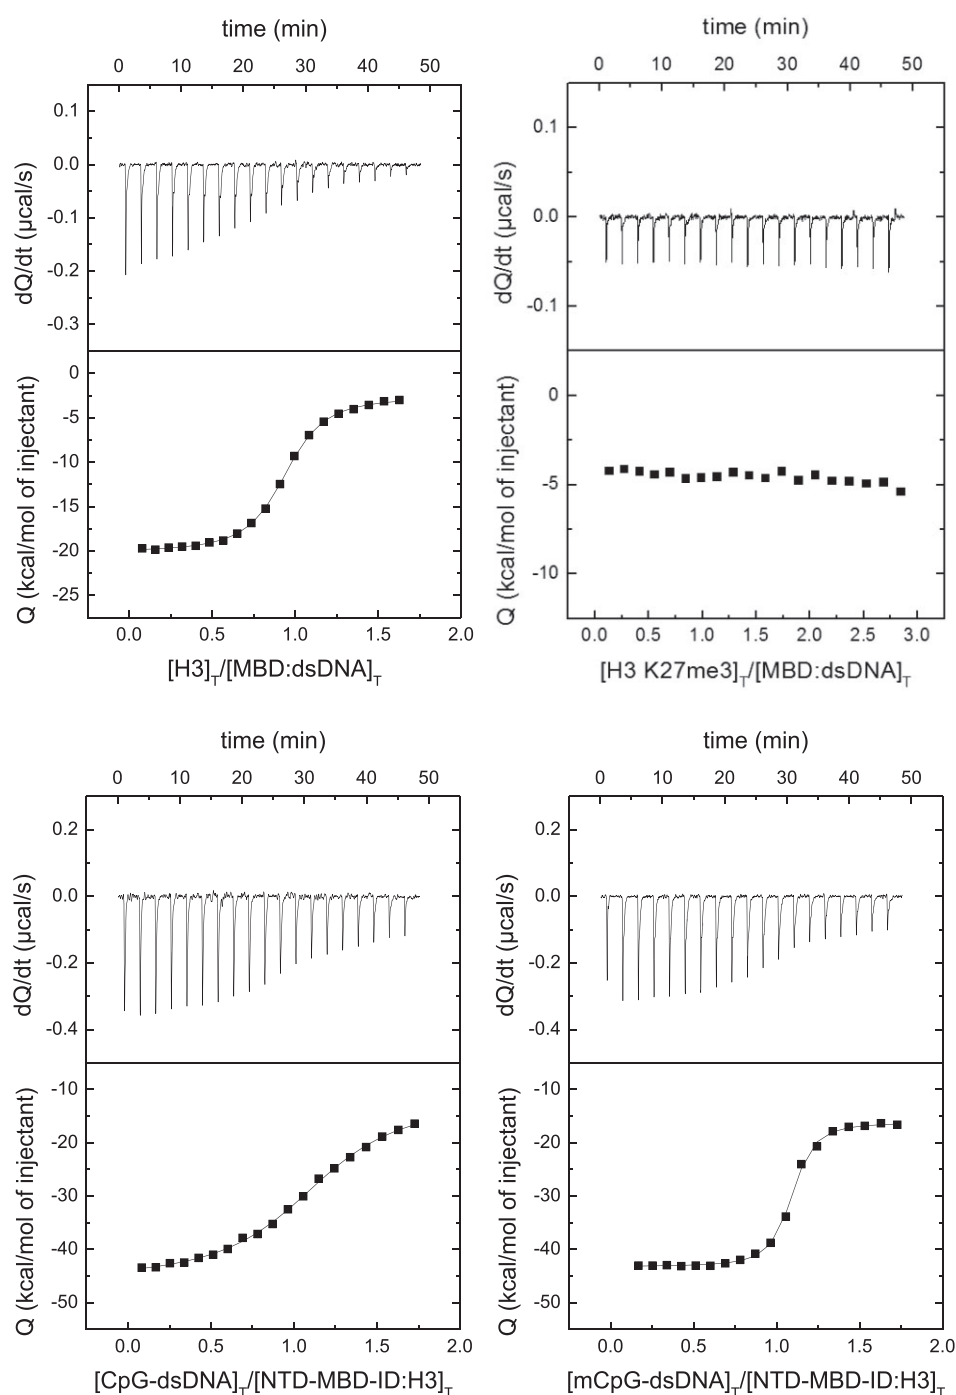 time (min)
0 10 20 30 40 50
0.1
0.0
-0.1
-0.2
-0.3
dQ/dt (μcal/s)
0
-5
-10
-15
-20
-25
Q (kcal/mol of injectant)
0.0 0.5 1.0 1.5 2.0
[H3]T/[MBD:dsDNA]T
time (min)
0 10 20 30 40 50
0.1
0.0
-0.1
dQ/dt (μcal/s)
0
-5
-10
Q (kcal/mol of injectant)
0.0 0.5 1.0 1.5 2.0 2.5 3.0
[H3 K27me3]T/[MBD:dsDNA]T
time (min)
0 10 20 30 40 50
0.2
0.0
-0.2
-0.4
dQ/dt (μcal/s)
-10
-20
-30
-40
-50
Q (kcal/mol of injectant)
0.0 0.5 1.0 1.5 2.0
[CpG-dsDNA]T/[NTD-MBD-ID:H3]T
time (min)
0 10 20 30 40 50
0.2
0.0
-0.2
-0.4
dQ/dt (μcal/s)
-10
-20
-30
-40
-50
Q (kcal/mol of injectant)
0.0 0.5 1.0 1.5 2.0
[mCpG-dsDNA]T/[NTD-MBD-ID:H3]T